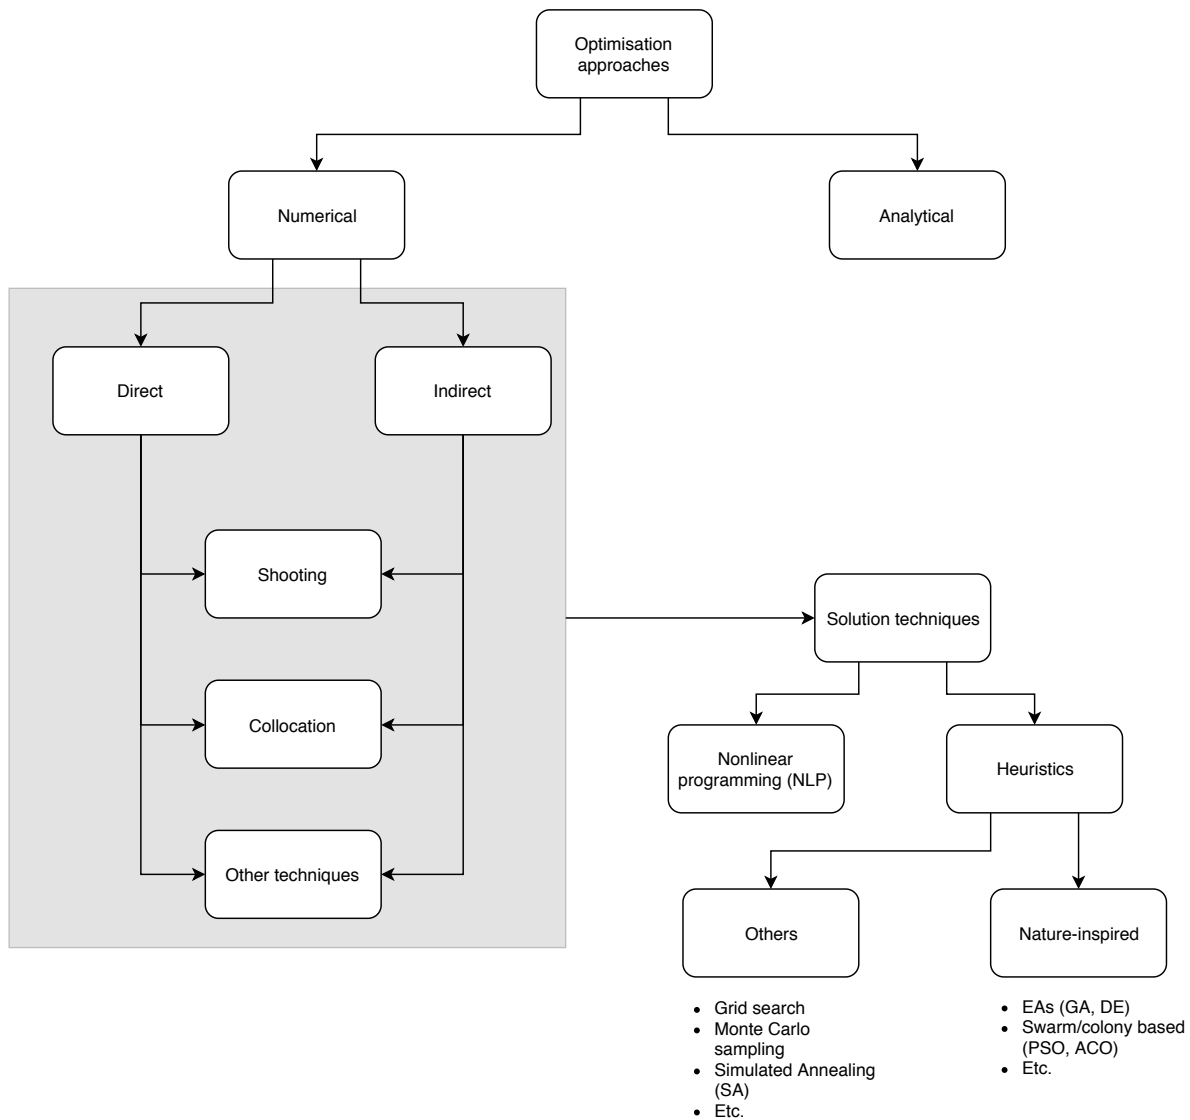 Optimisation
approaches
Numerical
Analytical
Direct
Indirect
Shooting
Solution techniques
Collocation
Nonlinear
programming (NLP)
Heuristics
Other techniques
Others
Nature-inspired
• Grid search
• Monte Carlo
sampling
• Simulated Annealing
(SA)
• Etc.
• EAs (GA, DE)
• Swarm/colony based
(PSO, ACO)
• Etc.